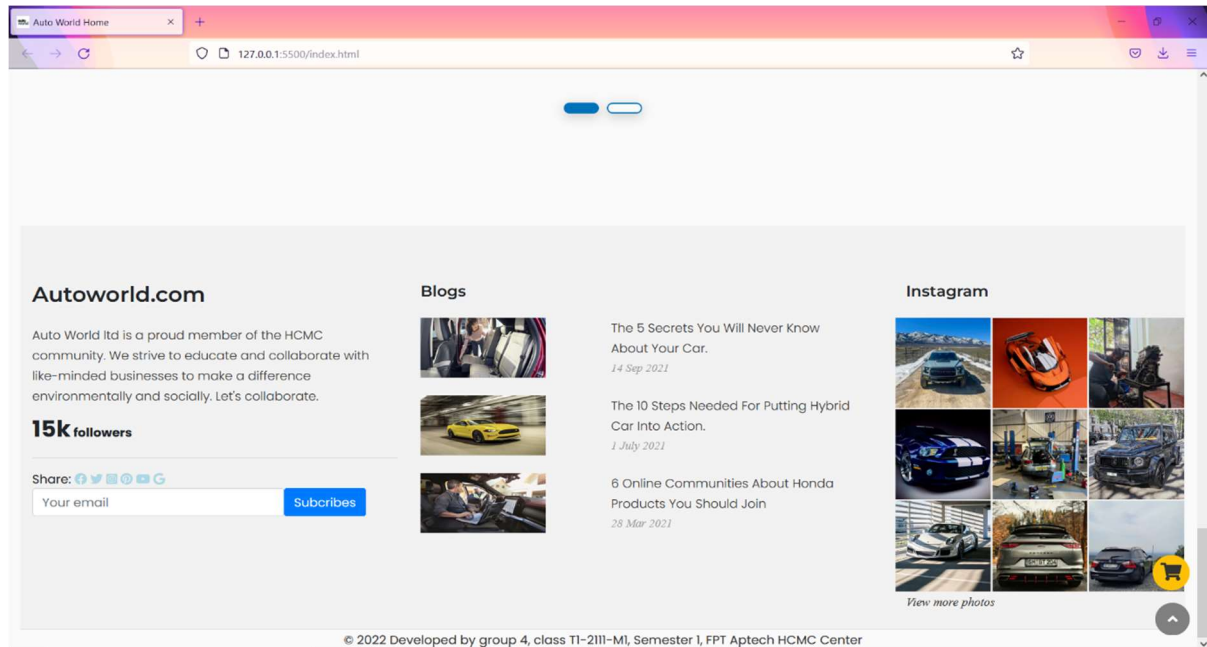 Auto World Home
127.0.0.1:5500/index.html
Autoworld.com
Auto World ltd is a proud member of the HCMC
community. We strive to educate and collaborate with
like-minded businesses to make a difference
environmentally and socially. Let's collaborate.
15k followers
Share:
Your email
Subcribes
Blogs
The 5 Secrets You Will Never Know
About Your Car.
14 Sep 2021
The 10 Steps Needed For Putting Hybrid
Car Into Action.
1 July 2021
6 Online Communities About Honda
Products You Should Join
28 Mar 2021
Instagram
View more photos
© 2022 Developed by group 4, class T1-2111-M1, Semester 1, FPT Aptech HCMC Center